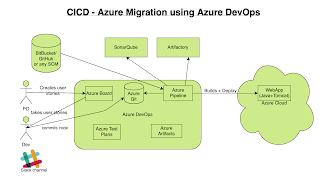 CICD - Azure Migration using Azure DevOps
BitBucket/
GitHub
or any SCM
SonarQube
Artifactory
Creates user
stories
PO
Azure Board
Azure
Git
Azure
Pipeline
Builds + Deploy
WebApp
(Java+Tomcat)
Azure Cloud
takes user stories
Azure DevOps
commits code
Azure Test
Plans
Azure
Artifacts
Dev
Slack channel